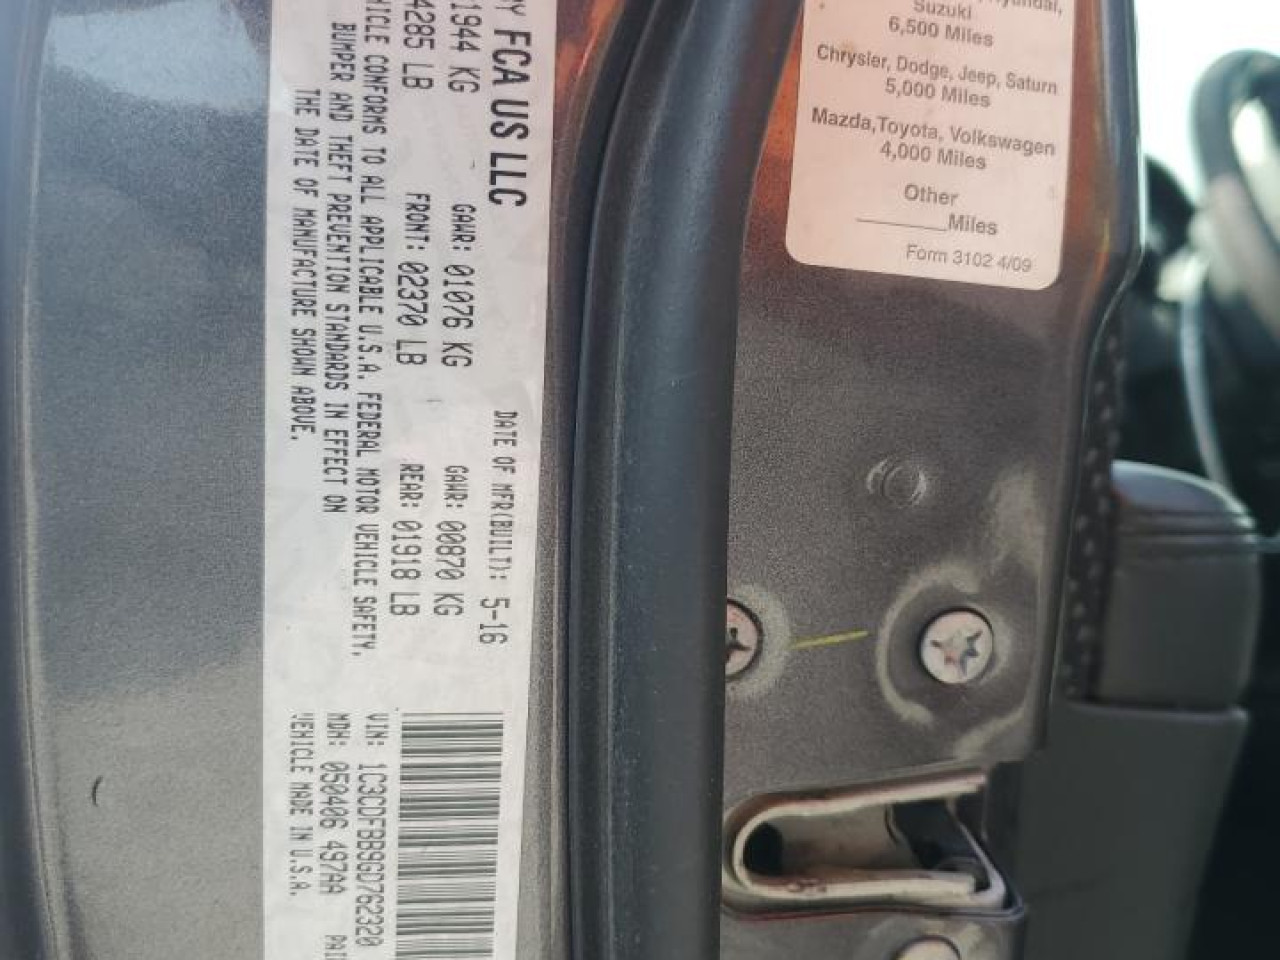 BY FCA US LLC
DATE OF MFR(BUILT): 5-16
1944 KG
GAWR: 01076 KG
GAWR: 00870 KG
4285 LB
FRONT: 02370 LB
REAR: 01918 LB
VEHICLE CONFORMS TO ALL APPLICABLE U.S.A. FEDERAL MOTOR VEHICLE SAFETY,
BUMPER AND THEFT PREVENTION STANDARDS IN EFFECT ON
THE DATE OF MANUFACTURE SHOWN ABOVE.
VIN: 1C3CDFBB9GD762320
MDH: 050406 497AA
VEHICLE MADE IN U.S.A.
Hyundai,
Suzuki
6,500 Miles
Chrysler, Dodge, Jeep, Saturn
5,000 Miles
Mazda,Toyota, Volkswagen
4,000 Miles
Other
______Miles
Form 3102 4/09